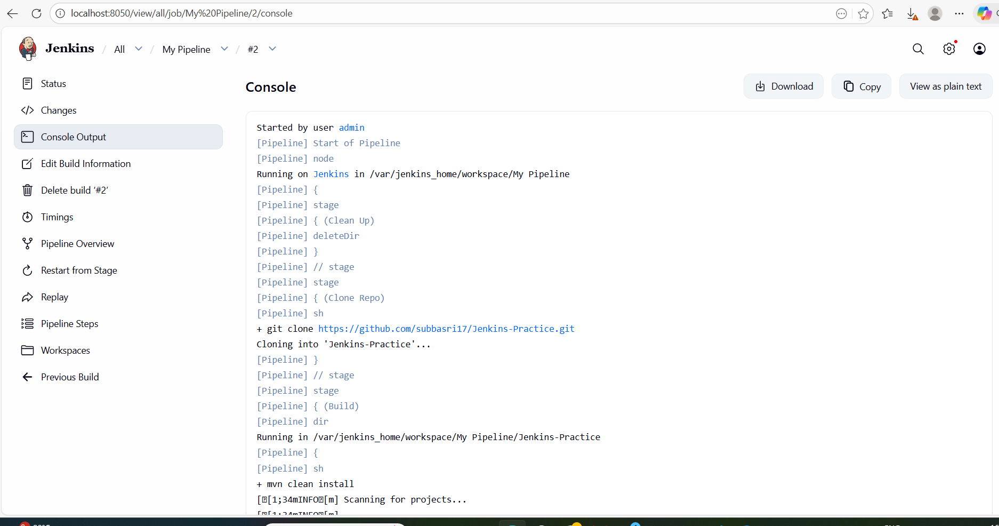 localhost:8050/view/all/job/My%20Pipeline/2/console
Jenkins / All / My Pipeline / #2
Status
Changes
Console Output
Edit Build Information
Delete build ‘#2’
Timings
Pipeline Overview
Restart from Stage
Replay
Pipeline Steps
Workspaces
Previous Build
Console
Download
Copy
View as plain text
Started by user admin
[Pipeline] Start of Pipeline
[Pipeline] node
Running on Jenkins in /var/jenkins_home/workspace/My Pipeline
[Pipeline] {
[Pipeline] stage
[Pipeline] { (Clean Up)
[Pipeline] deleteDir
[Pipeline] }
[Pipeline] // stage
[Pipeline] stage
[Pipeline] { (Clone Repo)
[Pipeline] sh
+ git clone https://github.com/subbasri17/Jenkins-Practice.git
Cloning into 'Jenkins-Practice'...
[Pipeline] }
[Pipeline] // stage
[Pipeline] stage
[Pipeline] { (Build)
[Pipeline] dir
Running in /var/jenkins_home/workspace/My Pipeline/Jenkins-Practice
[Pipeline] {
[Pipeline] sh
+ mvn clean install
[�[1;34mINFO�[m] Scanning for projects...
[�[1;34mINFO�[m]